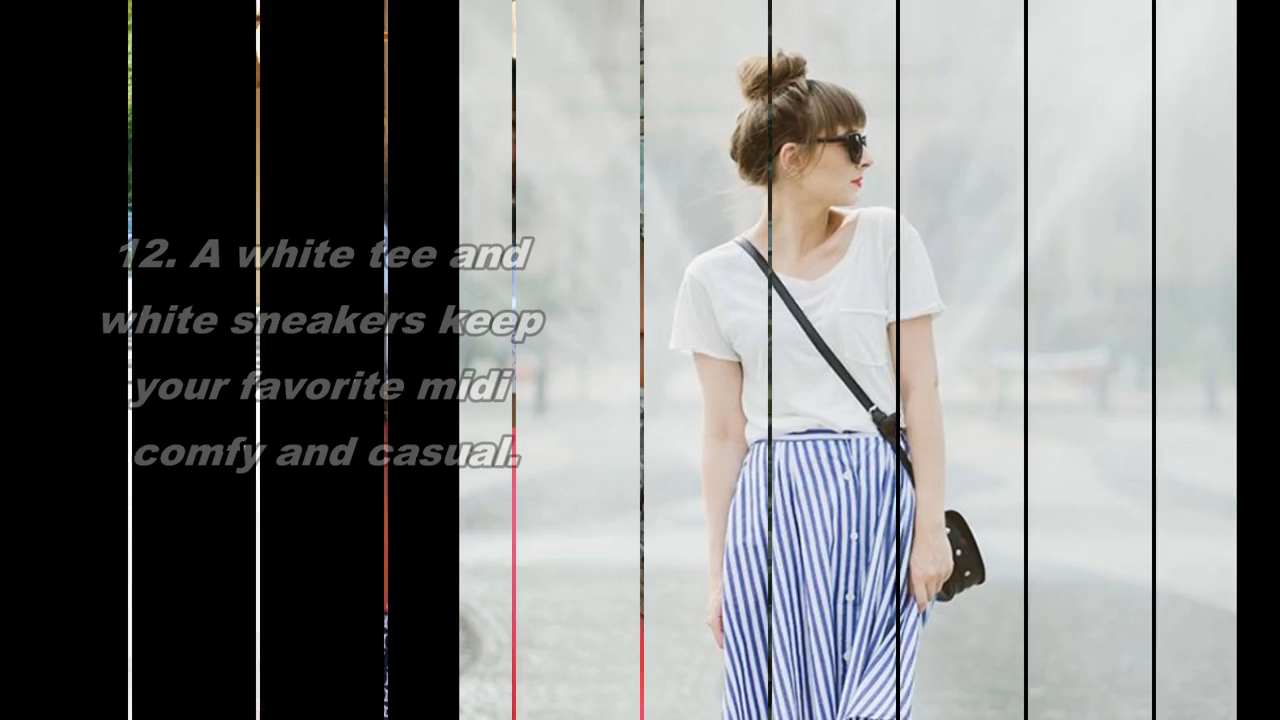 12. A white tee and
white sneakers keep
your favorite midi
comfy and casual.